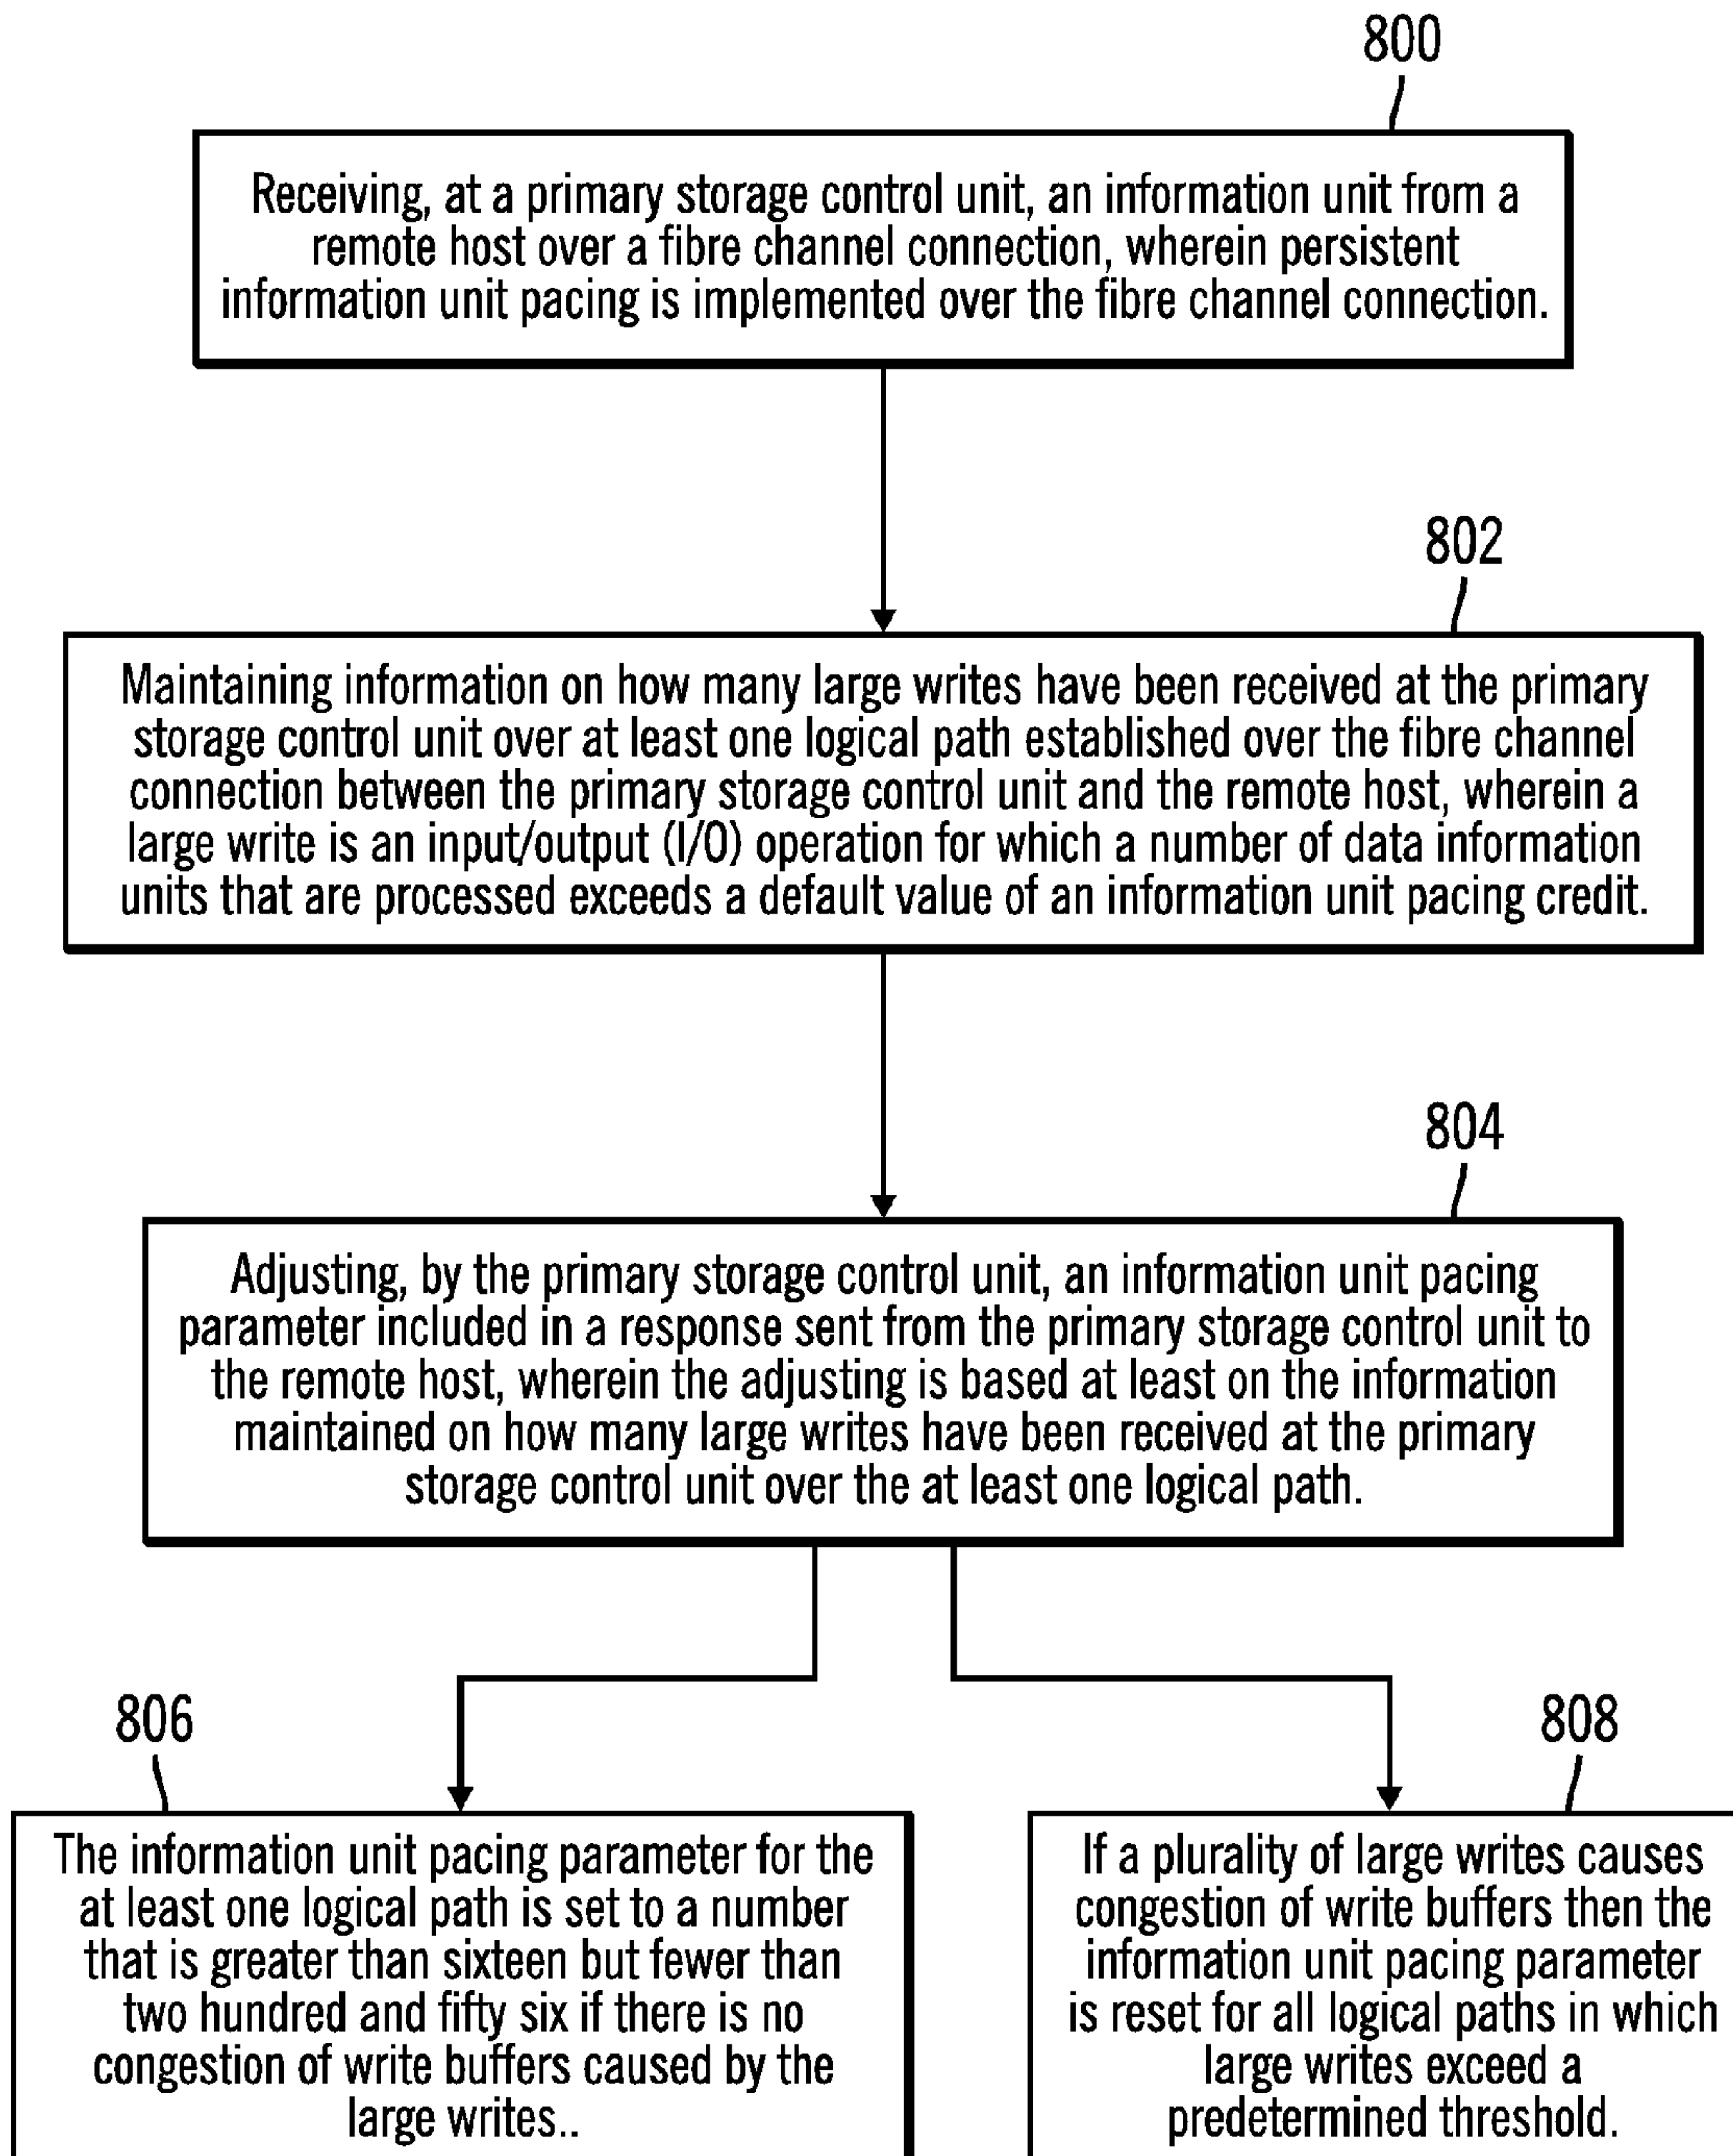 800
Receiving, at a primary storage control unit, an information unit from a
remote host over a fibre channel connection, wherein persistent
information unit pacing is implemented over the fibre channel connection.
802
Maintaining information on how many large writes have been received at the primary
storage control unit over at least one logical path established over the fibre channel
connection between the primary storage control unit and the remote host, wherein a
large write is an input/output (I/O) operation for which a number of data information
units that are processed exceeds a default value of an information unit pacing credit.
804
Adjusting, by the primary storage control unit, an information unit pacing
parameter included in a response sent from the primary storage control unit to
the remote host, wherein the adjusting is based at least on the information
maintained on how many large writes have been received at the primary
storage control unit over the at least one logical path.
806
The information unit pacing parameter for the
at least one logical path is set to a number
that is greater than sixteen but fewer than
two hundred and fifty six if there is no
congestion of write buffers caused by the
large writes..
808
If a plurality of large writes causes
congestion of write buffers then the
information unit pacing parameter
is reset for all logical paths in which
large writes exceed a
predetermined threshold.